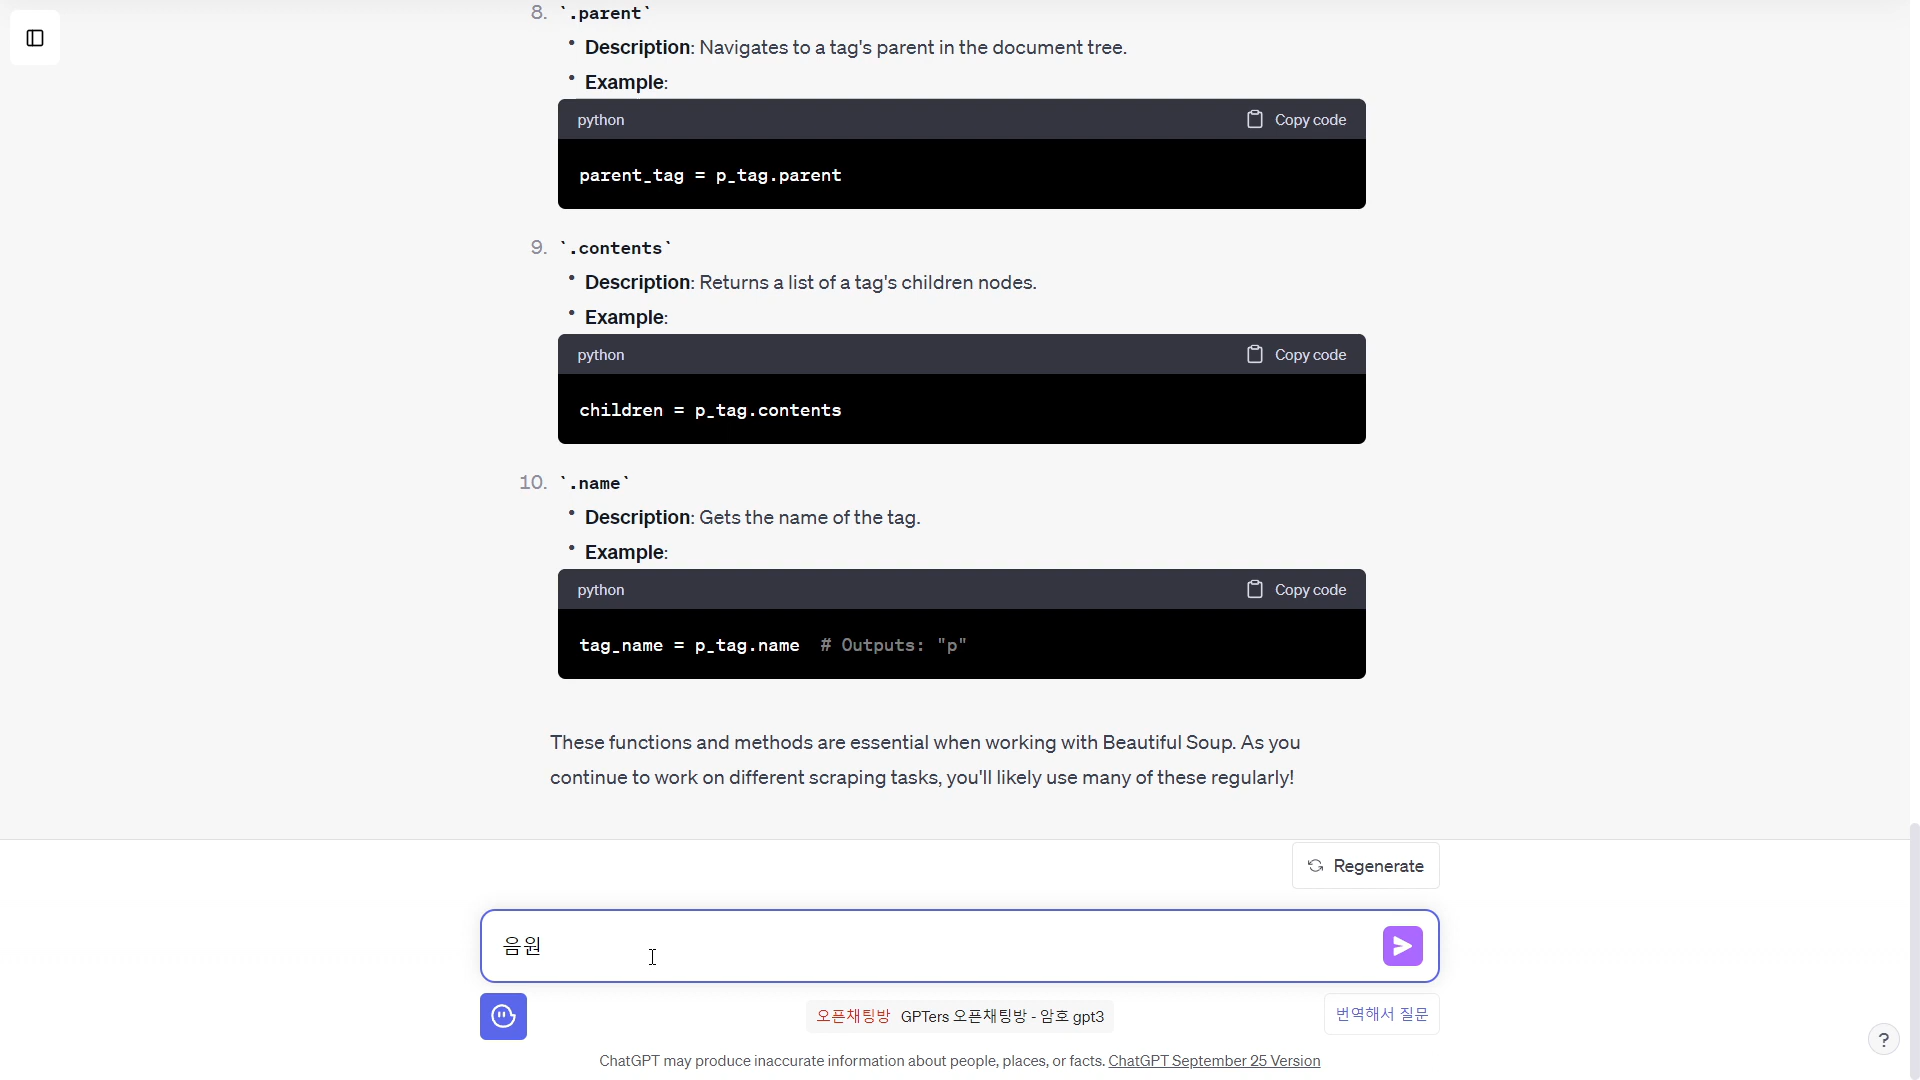 8. `.parent`
• Description: Navigates to a tag's parent in the document tree.
• Example:
python Copy code
parent_tag = p_tag.parent
9. `.contents`
• Description: Returns a list of a tag's children nodes.
• Example:
python Copy code
children = p_tag.contents
10. `.name`
• Description: Gets the name of the tag.
• Example:
python Copy code
tag_name = p_tag.name # Outputs: "p"
These functions and methods are essential when working with Beautiful Soup. As you
continue to work on different scraping tasks, you'll likely use many of these regularly!
Regenerate
음원
오픈채팅방 GPTers 오픈채팅방 - 암호 gpt3 번역해서 질문
?
ChatGPT may produce inaccurate information about people, places, or facts. ChatGPT September 25 Version